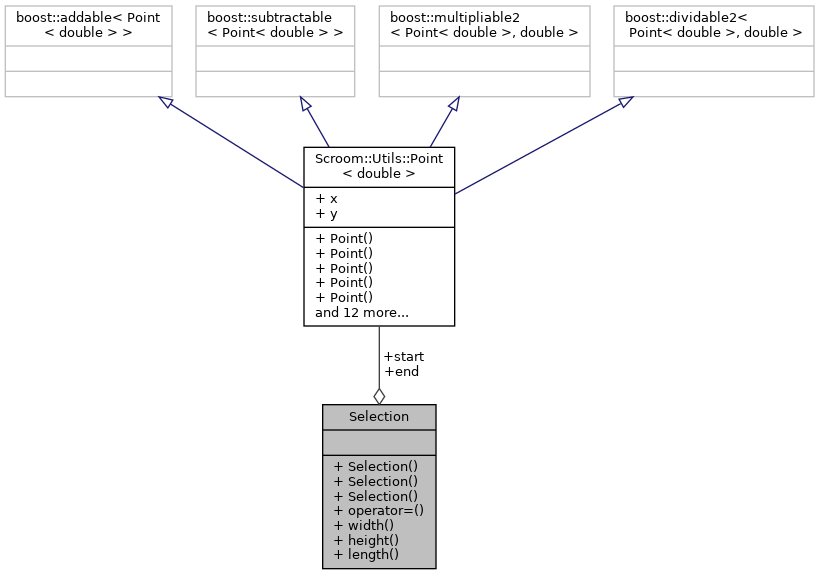 boost::addable< Point
< double > >
boost::subtractable
< Point< double > >
boost::multipliable2
< Point< double >, double >
boost::dividable2<
Point< double >, double >
Scroom::Utils::Point
< double >
+ x
+ y
+ Point()
+ Point()
+ Point()
+ Point()
+ Point()
and 12 more...
+start
+end
Selection
+ Selection()
+ Selection()
+ Selection()
+ operator=()
+ width()
+ height()
+ length()